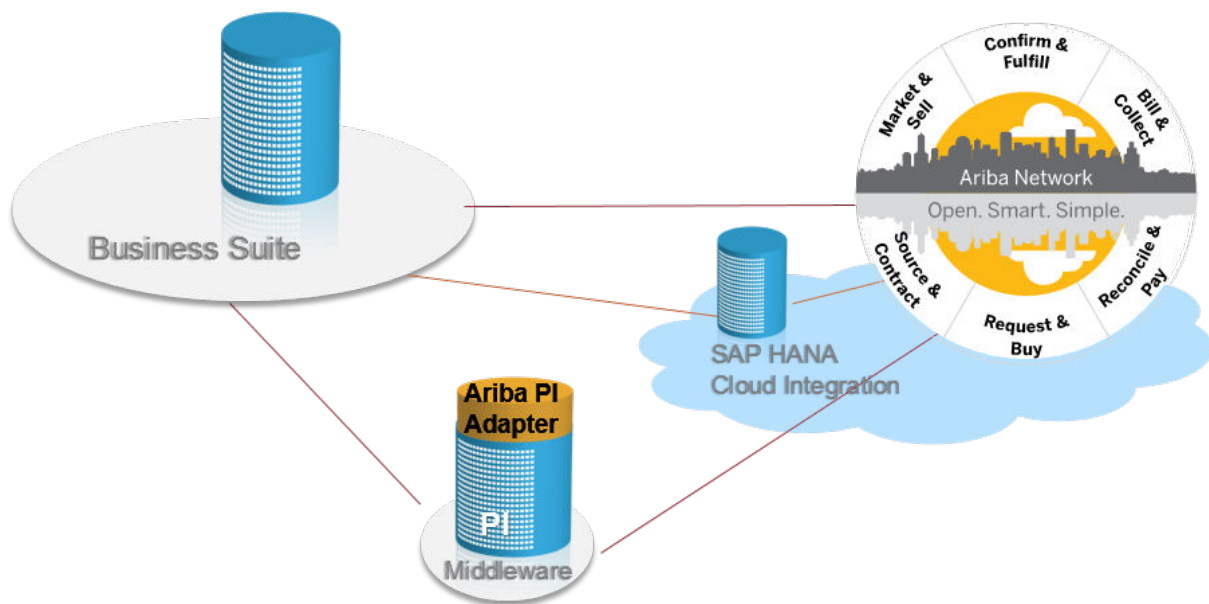 Business Suite
Confirm &
Fulfill
Market &
Sell
Bill &
Collect
Ariba Network
Open. Smart. Simple.
Source &
Contract
Request &
Buy
Reconcile &
Pay
SAP HANA
Cloud Integration
Ariba PI
Adapter
PI
Middleware